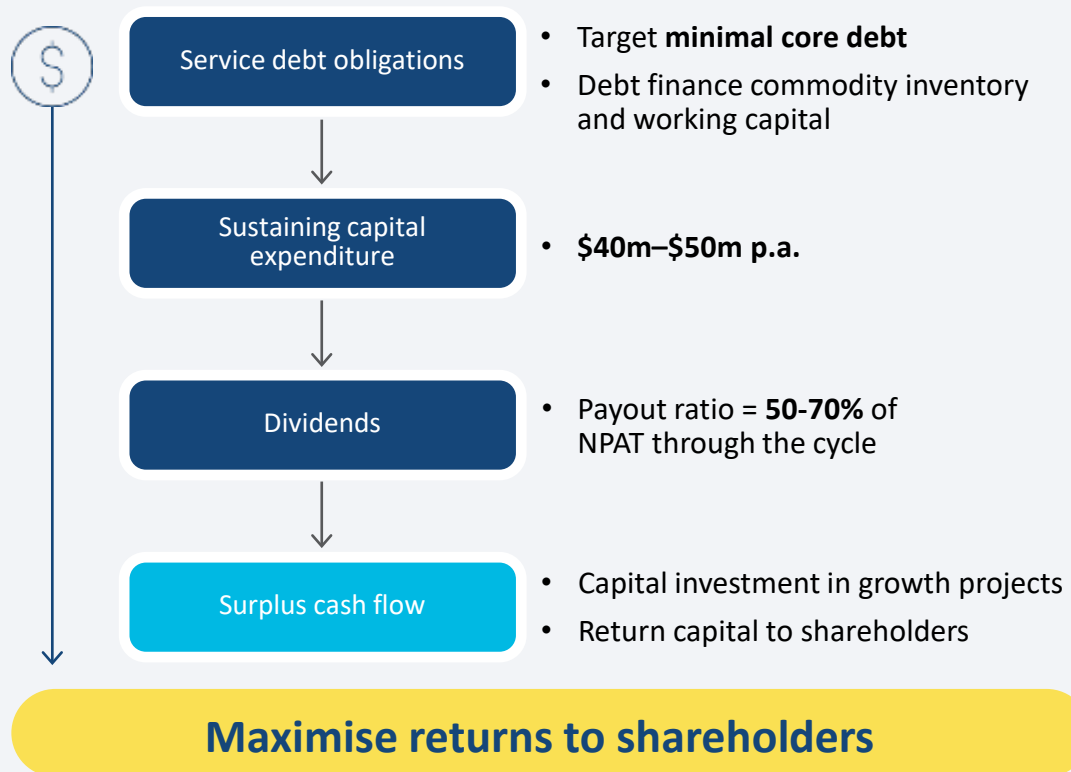 $
Service debt obligations
• Target minimal core debt
• Debt finance commodity inventory
and working capital
Sustaining capital
expenditure
• $40m–$50m p.a.
Dividends
• Payout ratio = 50-70% of
NPAT through the cycle
Surplus cash flow
• Capital investment in growth projects
• Return capital to shareholders
Maximise returns to shareholders